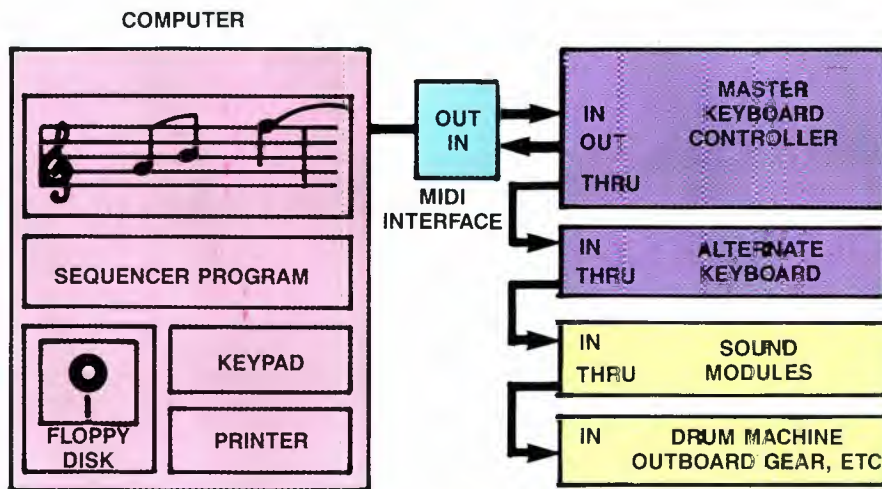 COMPUTER
SEQUENCER PROGRAM
FLOPPY
DISK
KEYPAD
PRINTER
OUT
IN
MIDI
INTERFACE
IN
OUT
THRU
MASTER
KEYBOARD
CONTROLLER
IN
THRU
ALTERNATE
KEYBOARD
IN
THRU
SOUND
MODULES
IN
DRUM MACHINE
OUTBOARD GEAR, ETC